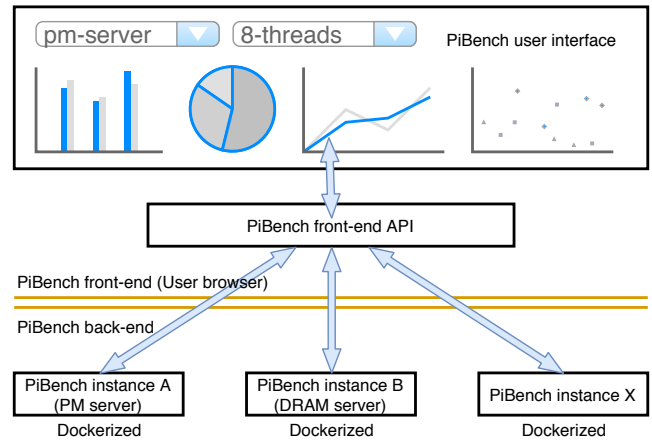 pm-server
8-threads
PiBench user interface
PiBench front-end API
PiBench front-end (User browser)
PiBench back-end
PiBench instance A
(PM server)
PiBench instance B
(DRAM server)
PiBench instance X
Dockerized
Dockerized
Dockerized